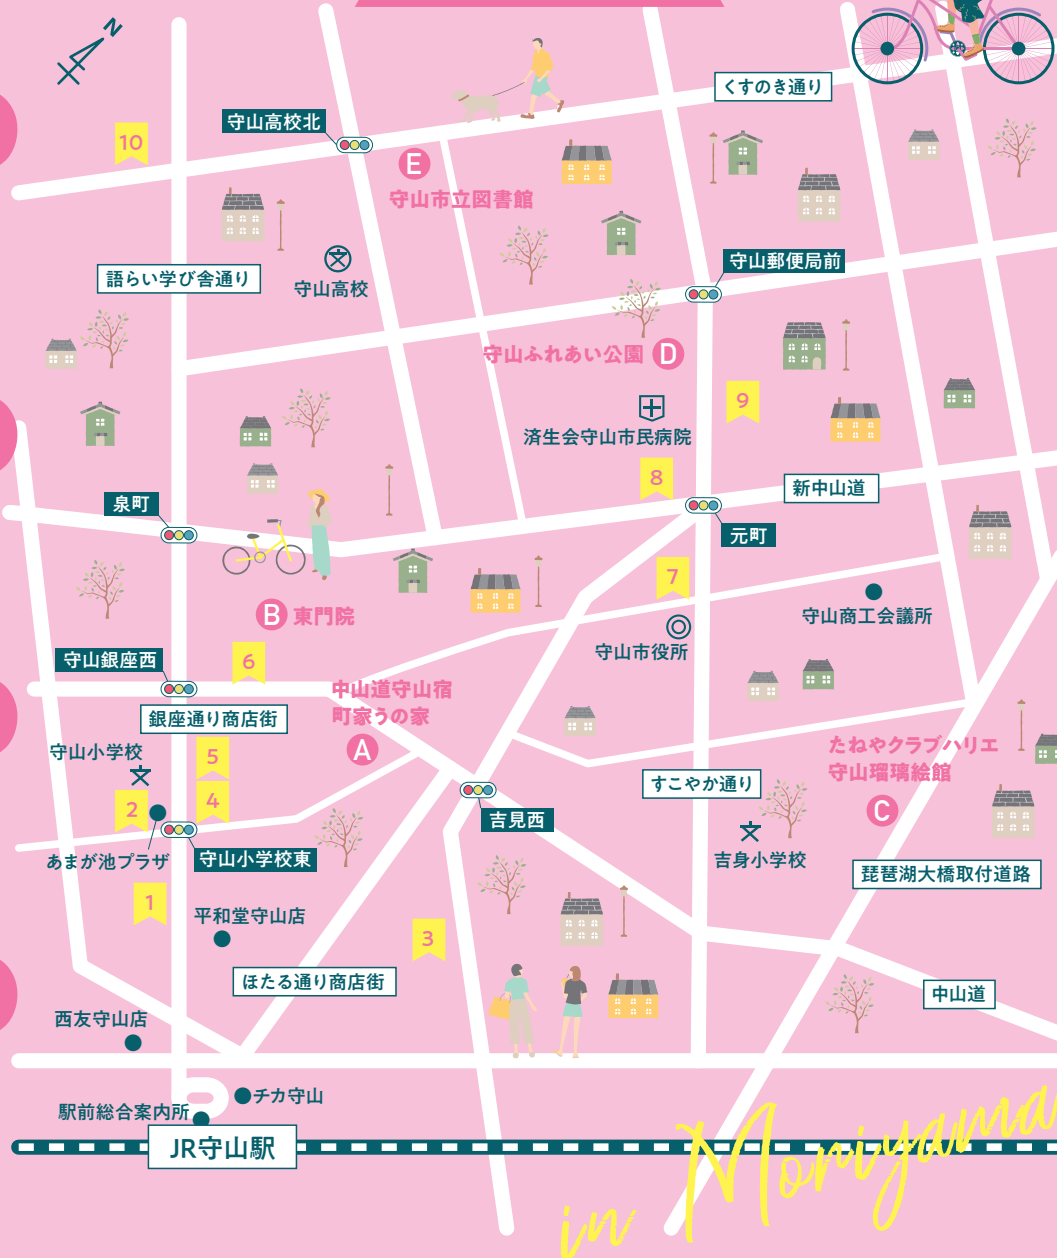 N
くすのき通り
守山高校北
10
E
守山市立図書館
語らい学び舎通り
守山高校
守山郵便局前
守山ふれあい公園
D
9
済生会守山市民病院
8
新中山道
泉町
元町
7
B
東門院
守山商工会議所
守山市役所
守山銀座西
6
中山道守山宿
町家うの家
A
銀座通り商店街
守山小学校
5
4
2
たねやクラブハリエ
守山瑠璃絵館
C
すこやか通り
吉見西
あまが池プラザ
守山小学校東
吉身小学校
琵琶湖大橋取付道路
1
平和堂守山店
3
ほたる通り商店街
中山道
西友守山店
チカ守山
駅前総合案内所
JR守山駅
in Moriyama